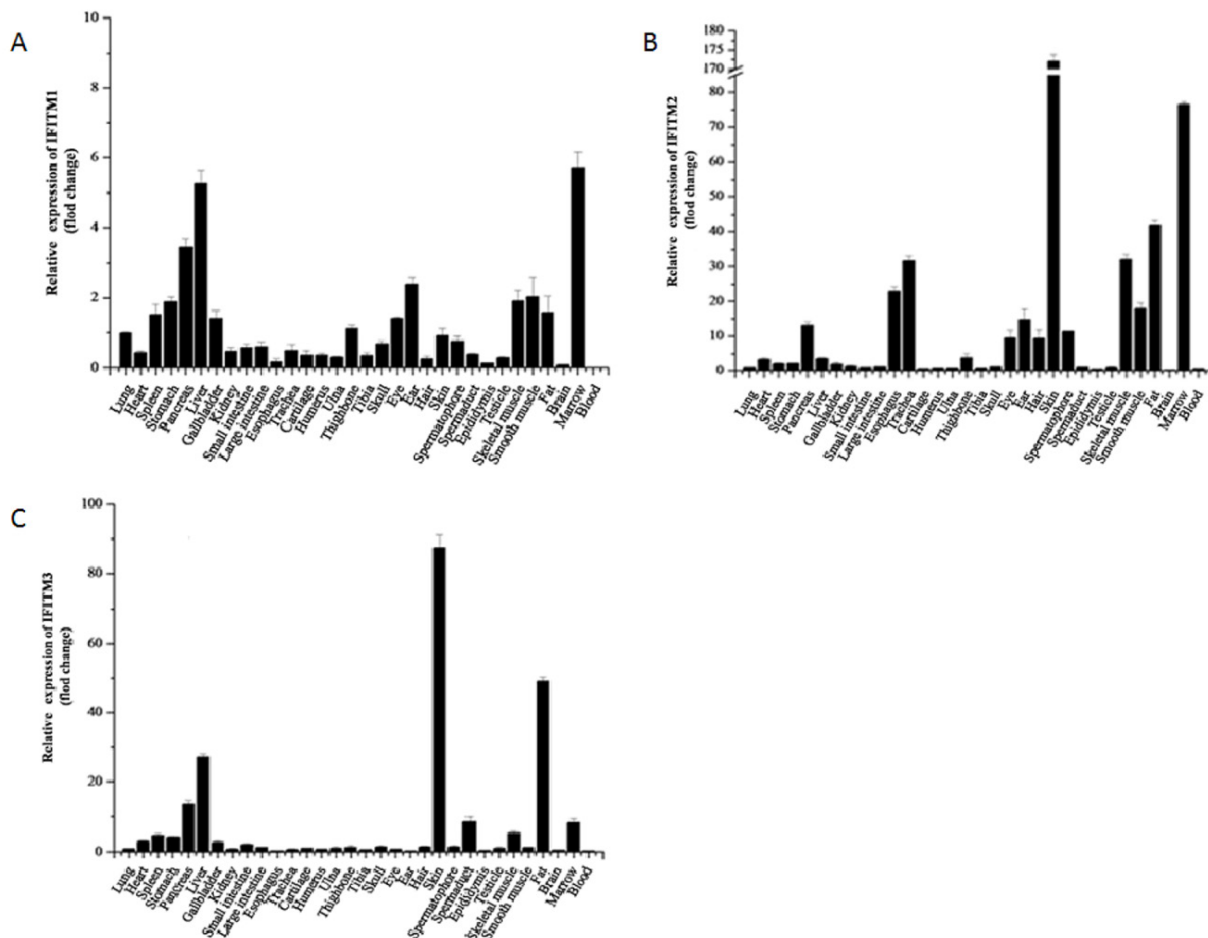 A
Relative expression of IFITM1
(flod change)
10
8
6
4
2
0
Lung
Heart
Spleen
Stomach
Pancreas
Liver
Gallbladder
Kidney
Small intestine
Large intestine
Esophagus
Trachea
Cartilage
Humerus
Ulna
Thighbone
Tibia
Skull
Eye
Ear
Hair
Skin
Spermatophore
Spermaduct
Epididymis
Testicle
Skeletal muscle
Smooth muscle
Fat
Brain
Marrow
Blood
B
Relative expression of IFITM2
(flod change)
180
175
170
80
70
60
50
40
30
20
10
0
Lung
Heart
Spleen
Stomach
Pancreas
Liver
Gallbladder
Kidney
Small intestine
Large intestine
Esophagus
Trachea
Cartilage
Humerus
Ulna
Thigbone
Tibia
Skull
Eye
Ear
Hair
Skin
Spermatophore
Spermaduct
Epididymis
Testicle
Skeletal muscle
Smooth muscle
Fat
Brain
Marrow
Blood
C
Relative expression of IFITM3
(flod change)
100
80
60
40
20
0
Lung
Heart
Spleen
Stomach
Pancreas
Liver
Gallbladder
Kidney
Small intestine
Large intestine
Esophagus
Trachea
Cartilage
Humerus
Ulna
Thighbone
Tibia
Skull
Eye
Ear
Hair
Skin
Spermatophore
Spermaduct
Epididymis
Testicle
Skeletal muscle
Smooth muscle
Fat
Brain
Marrow
Blood